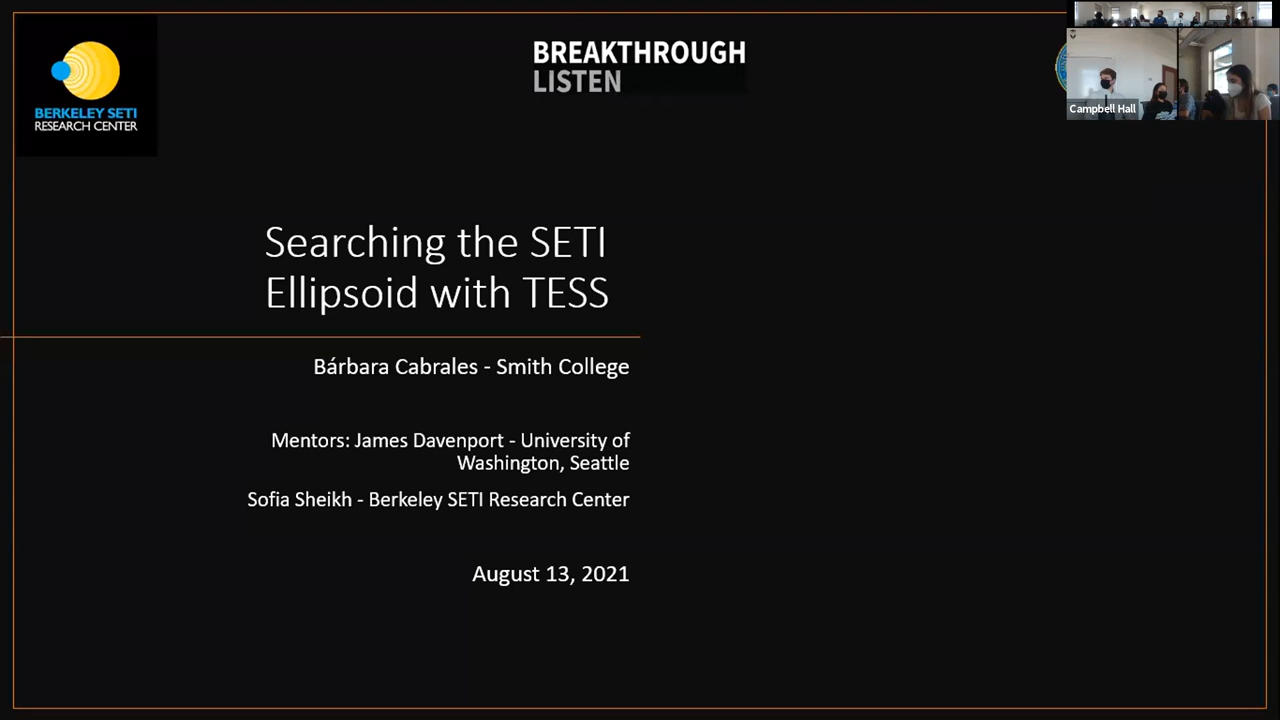 BERKELEY SETI
RESEARCH CENTER
BREAKTHROUGH
LISTEN
Campbell Hall
Searching the SETI
Ellipsoid with TESS
Bárbara Cabrales - Smith College
Mentors: James Davenport - University of
Washington, Seattle
Sofia Sheikh - Berkeley SETI Research Center
August 13, 2021